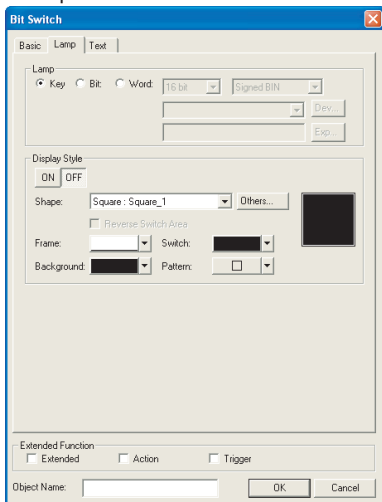 Bit Switch
Basic Lamp Text
Lamp
Key Bit: Word: 16 bit Signed BIN
Dev...
Exp...
Display Style
ON OFF
Shape: Square : Square_1 Others...
Reverse Switch Area
Frame: Switch:
Background: Pattern:
Extended Function
Extended Action Trigger
Object Name: OK Cancel